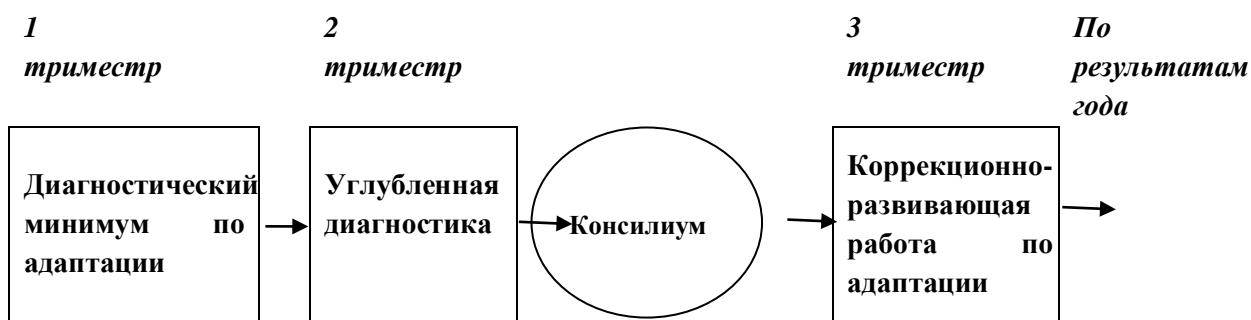 1
триместр
2
триместр
3
триместр
По
результатам
года
Диагностический
минимум по
адаптации
Углубленная
диагностика
Консилиум
Коррекционно-
развивающая
работа по
адаптации